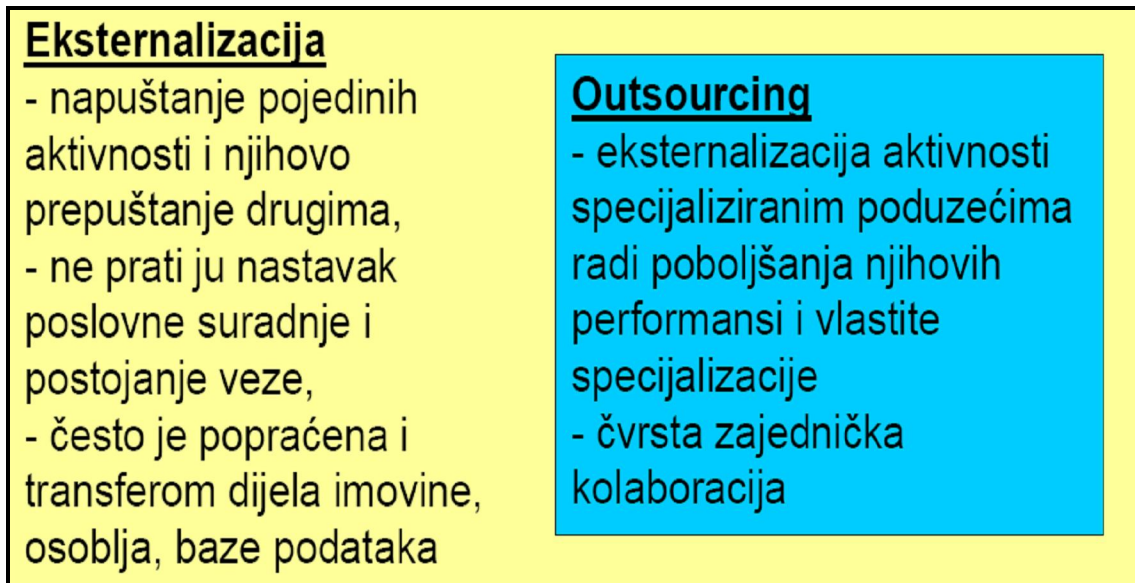 Eksternalizacija
- napuštanje pojedinih
aktivnosti i njihovo
prepuštanje drugima,
- ne prati ju nastavak
poslovne suradnje i
postojanje veze,
- često je popraćena i
transferom dijela imovine,
osoblja, baze podataka
Outsourcing
- eksternalizacija aktivnosti
specijaliziranim poduzećima
radi poboljšanja njihovih
performansi i vlastite
specijalizacije
- čvrsta zajednička
kolaboracija